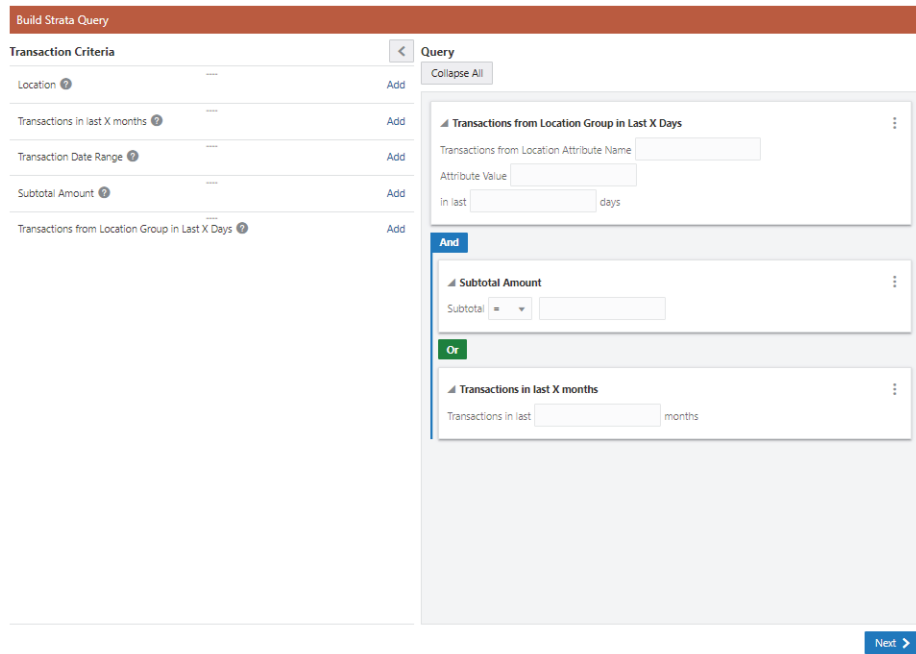 Build Strata Query
Transaction Criteria
Location ?
Add
Transactions in last X months ?
Add
Transaction Date Range ?
Add
Subtotal Amount ?
Add
Transactions from Location Group in Last X Days ?
Add
Query
Collapse All
Transactions from Location Group in Last X Days
Transactions from Location Attribute Name
Attribute Value
in last days
And
Subtotal Amount
Subtotal =
Or
Transactions in last X months
Transactions in last months
Next